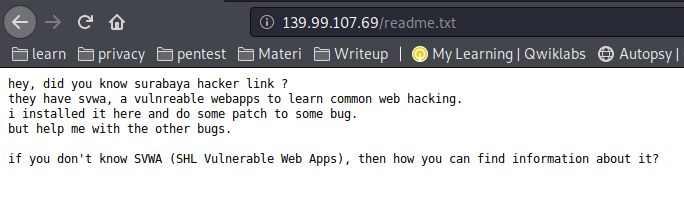 139.99.107.69/readme.txt
learn privacy pentest Materi Writeup My Learning | Qwiklabs Autopsy |
hey, did you know surabaya hacker link ?
they have svwa, a vulnreable webapps to learn common web hacking.
i installed it here and do some patch to some bug.
but help me with the other bugs.
if you don't know SVWA (SHL Vulnerable Web Apps), then how you can find information about it?